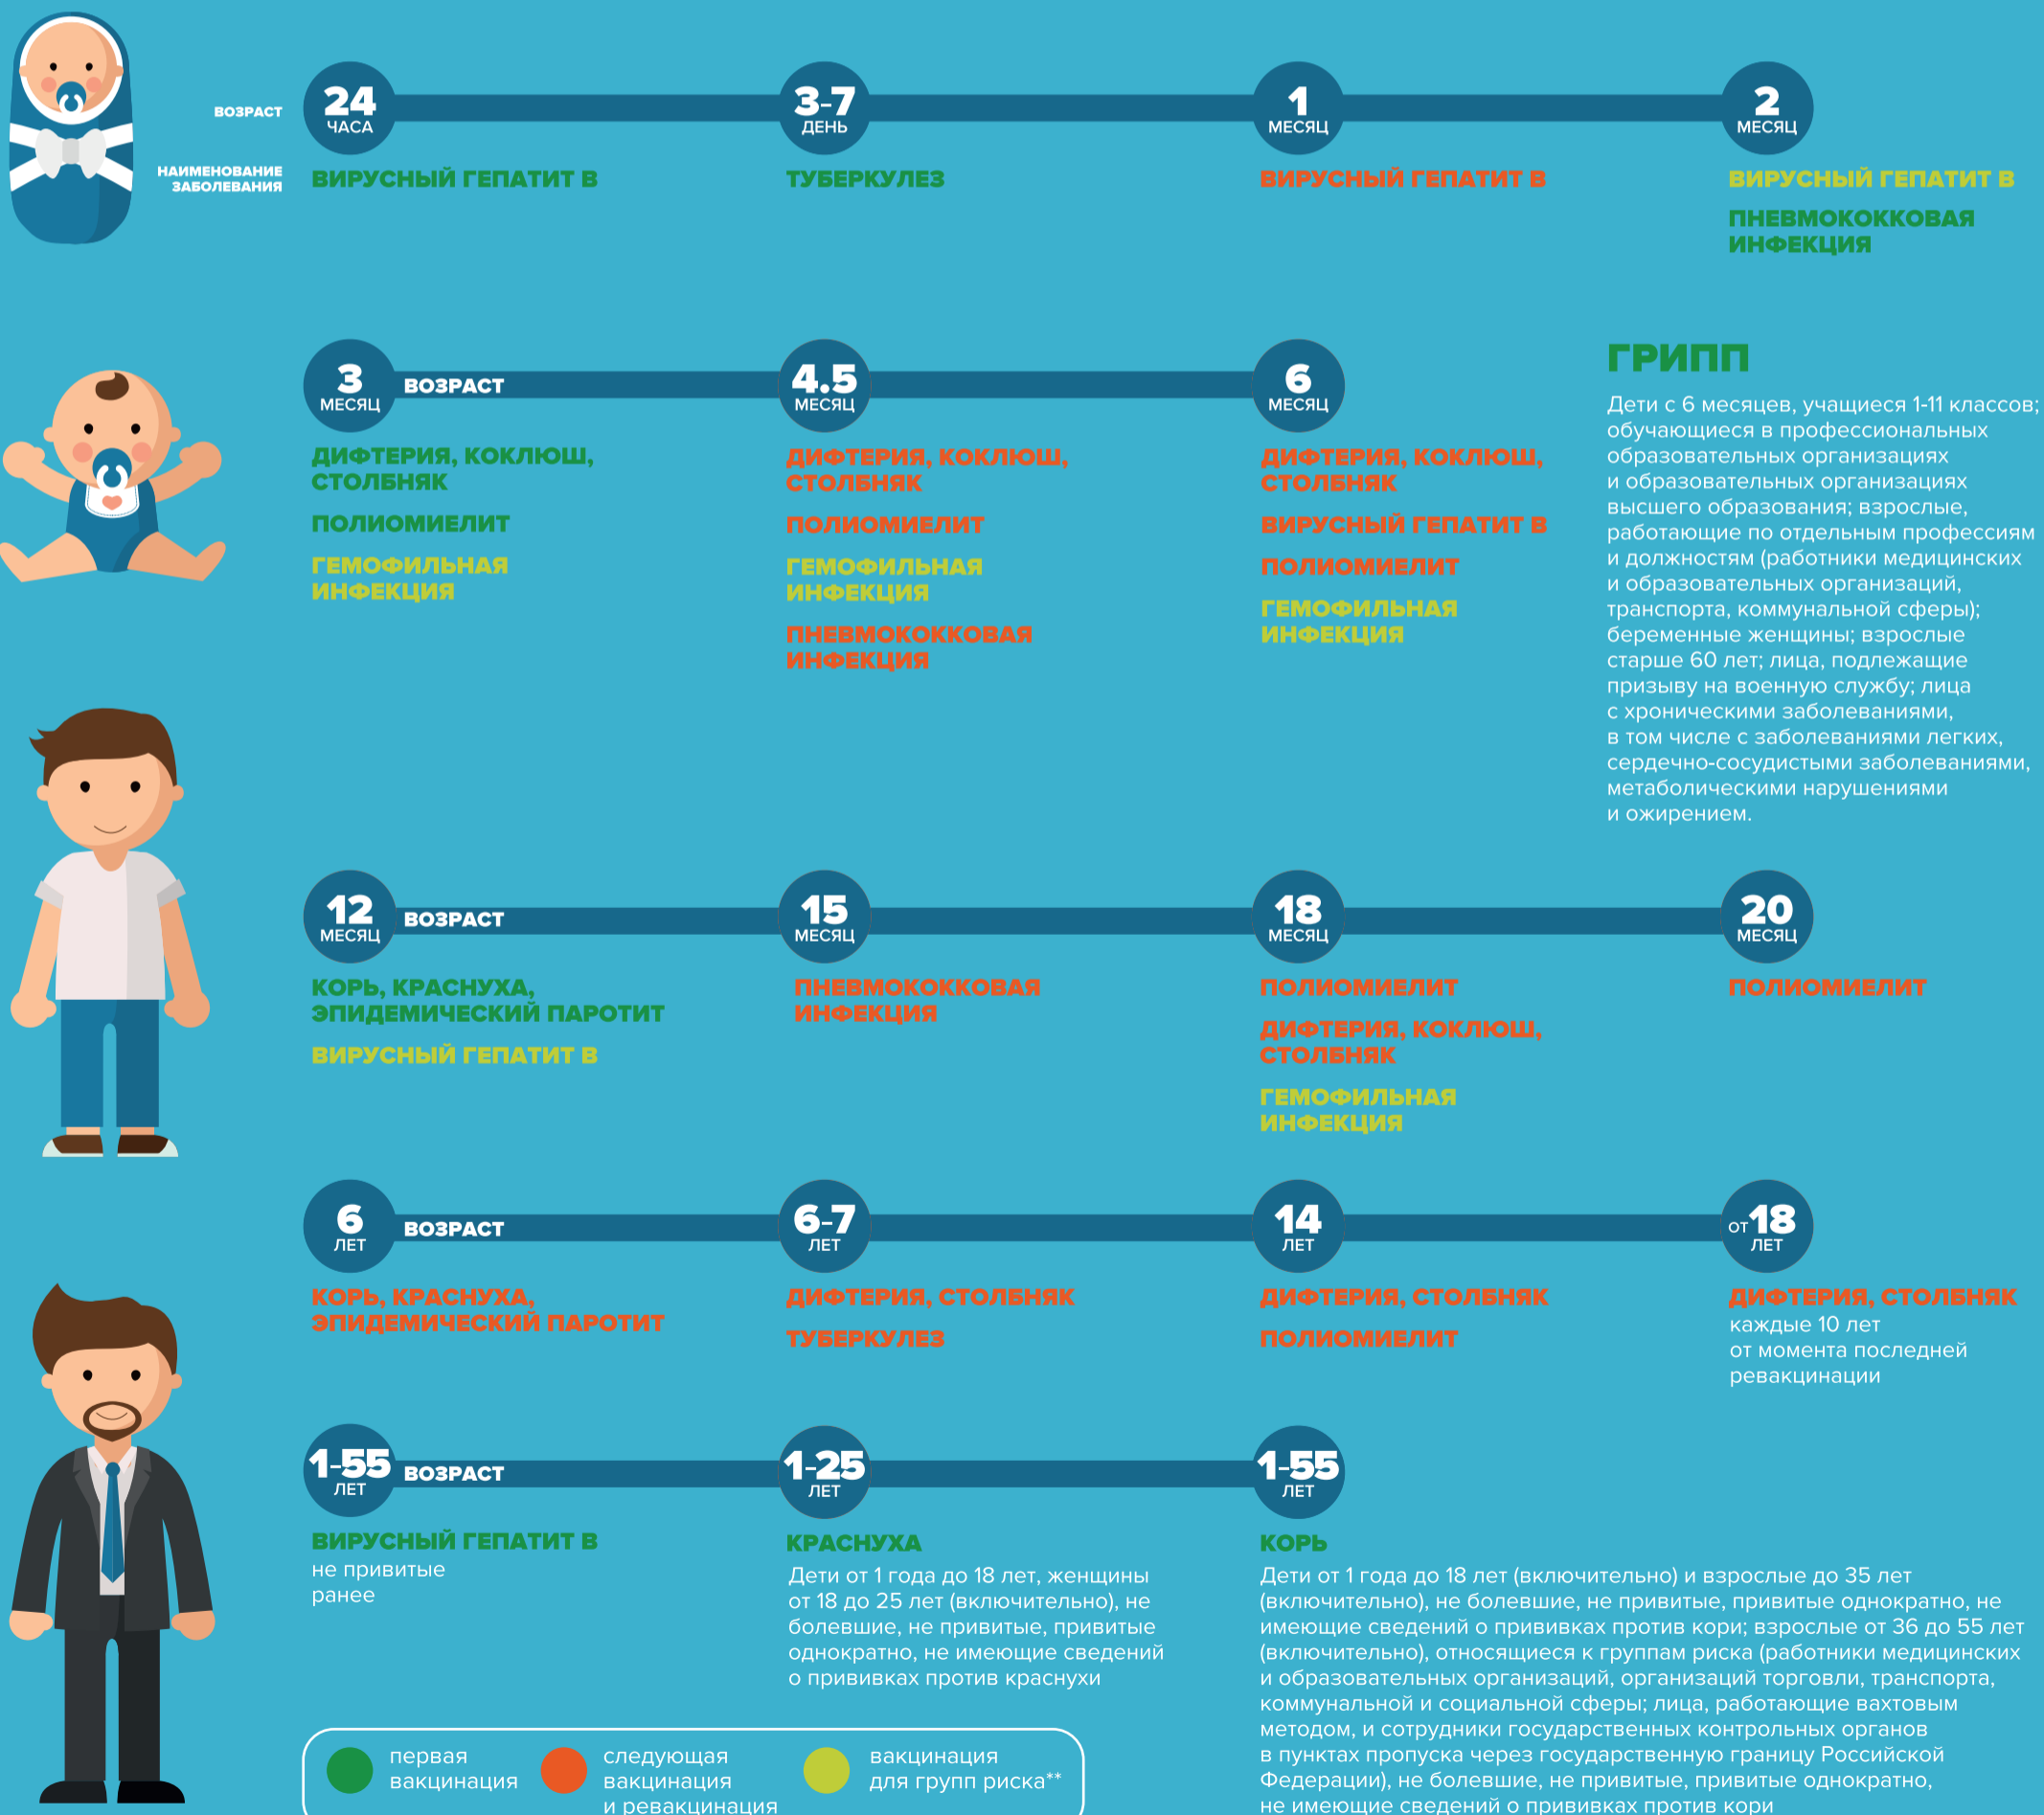 ВОЗРАСТ
НАИМЕНОВАНИЕ
ЗАБОЛЕВАНИЯ
24
ЧАСА
ВИРУСНЫЙ ГЕПАТИТ В
3-7
ДЕНЬ
ТУБЕРКУЛЕЗ
1
МЕСЯЦ
ВИРУСНЫЙ ГЕПАТИТ В
2
МЕСЯЦ
ВИРУСНЫЙ ГЕПАТИТ В
ПНЕВМОКОККОВАЯ
ИНФЕКЦИЯ
3
МЕСЯЦ
ВОЗРАСТ
ДИФТЕРИЯ, КОКЛЮШ,
СТОЛБНЯК
ПОЛИОМИЕЛИТ
ГЕМОФИЛЬНАЯ
ИНФЕКЦИЯ
4.5
МЕСЯЦ
ДИФТЕРИЯ, КОКЛЮШ,
СТОЛБНЯК
ПОЛИОМИЕЛИТ
ГЕМОФИЛЬНАЯ
ИНФЕКЦИЯ
ПНЕВМОКОККОВАЯ
ИНФЕКЦИЯ
6
МЕСЯЦ
ДИФТЕРИЯ, КОКЛЮШ,
СТОЛБНЯК
ВИРУСНЫЙ ГЕПАТИТ В
ПОЛИОМИЕЛИТ
ГЕМОФИЛЬНАЯ
ИНФЕКЦИЯ
ГРИПП
Дети с 6 месяцев, учащиеся 1-11 классов;
обучающиеся в профессиональных
образовательных организациях
и образовательных организациях
высшего образования; взрослые,
работающие по отдельным профессиям
и должностям (работники медицинских
и образовательных организаций,
транспорта, коммунальной сферы);
беременные женщины; взрослые
старше 60 лет; лица, подлежащие
призыву на военную службу; лица
с хроническими заболеваниями,
в том числе с заболеваниями легких,
сердечно-сосудистыми заболеваниями,
метаболическими нарушениями
и ожирением.
12
МЕСЯЦ
ВОЗРАСТ
КОРЬ, КРАСНУХА,
ЭПИДЕМИЧЕСКИЙ ПАРОТИТ
ВИРУСНЫЙ ГЕПАТИТ В
15
МЕСЯЦ
ПНЕВМОКОККОВАЯ
ИНФЕКЦИЯ
18
МЕСЯЦ
ПОЛИОМИЕЛИТ
ДИФТЕРИЯ, КОКЛЮШ,
СТОЛБНЯК
ГЕМОФИЛЬНАЯ
ИНФЕКЦИЯ
20
МЕСЯЦ
ПОЛИОМИЕЛИТ
6
ЛЕТ
ВОЗРАСТ
КОРЬ, КРАСНУХА,
ЭПИДЕМИЧЕСКИЙ ПАРОТИТ
6-7
ЛЕТ
ДИФТЕРИЯ, СТОЛБНЯК
ТУБЕРКУЛЕЗ
14
ЛЕТ
ДИФТЕРИЯ, СТОЛБНЯК
ПОЛИОМИЕЛИТ
от 18
ЛЕТ
ДИФТЕРИЯ, СТОЛБНЯК
каждые 10 лет
от момента последней
ревакцинации
1-55
ЛЕТ
ВОЗРАСТ
ВИРУСНЫЙ ГЕПАТИТ В
не привитые
ранее
1-25
ЛЕТ
КРАСНУХА
Дети от 1 года до 18 лет, женщины
от 18 до 25 лет (включительно), не
болевшие, не привитые, привитые
однократно, не имеющие сведений
о прививках против краснухи
1-55
ЛЕТ
КОРЬ
Дети от 1 года до 18 лет (включительно) и взрослые до 35 лет
(включительно), не болевшие, не привитые, привитые однократно, не
имеющие сведений о прививках против кори; взрослые от 36 до 55 лет
(включительно), относящиеся к группам риска (работники медицинских
и образовательных организаций, организаций торговли, транспорта,
коммунальной и социальной сферы; лица, работающие вахтовым
методом, и сотрудники государственных контрольных органов
в пунктах пропуска через государственную границу Российской
Федерации), не болевшие, не привитые, привитые однократно,
не имеющие сведений о прививках против кори
первая
вакцинация
следующая
вакцинация
и ревакцинация
вакцинация
для групп риска**